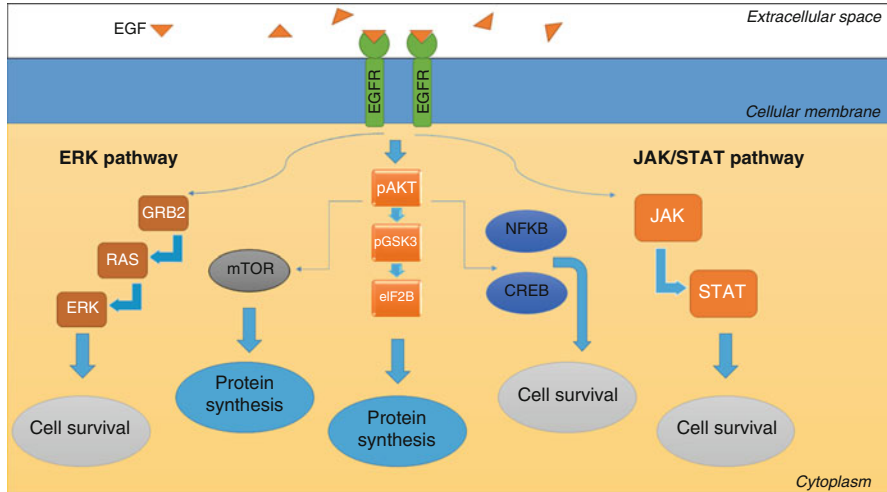 Extracellular space
EGF
EGFR
EGFR
Cellular membrane
ERK pathway
JAK/STAT pathway
pAKT
GRB2
JAK
NFKB
pGSK3
RAS
mTOR
CREB
eIF2B
STAT
ERK
Protein
synthesis
Cell survival
Protein
synthesis
Cell survival
Cell survival
Cytoplasm